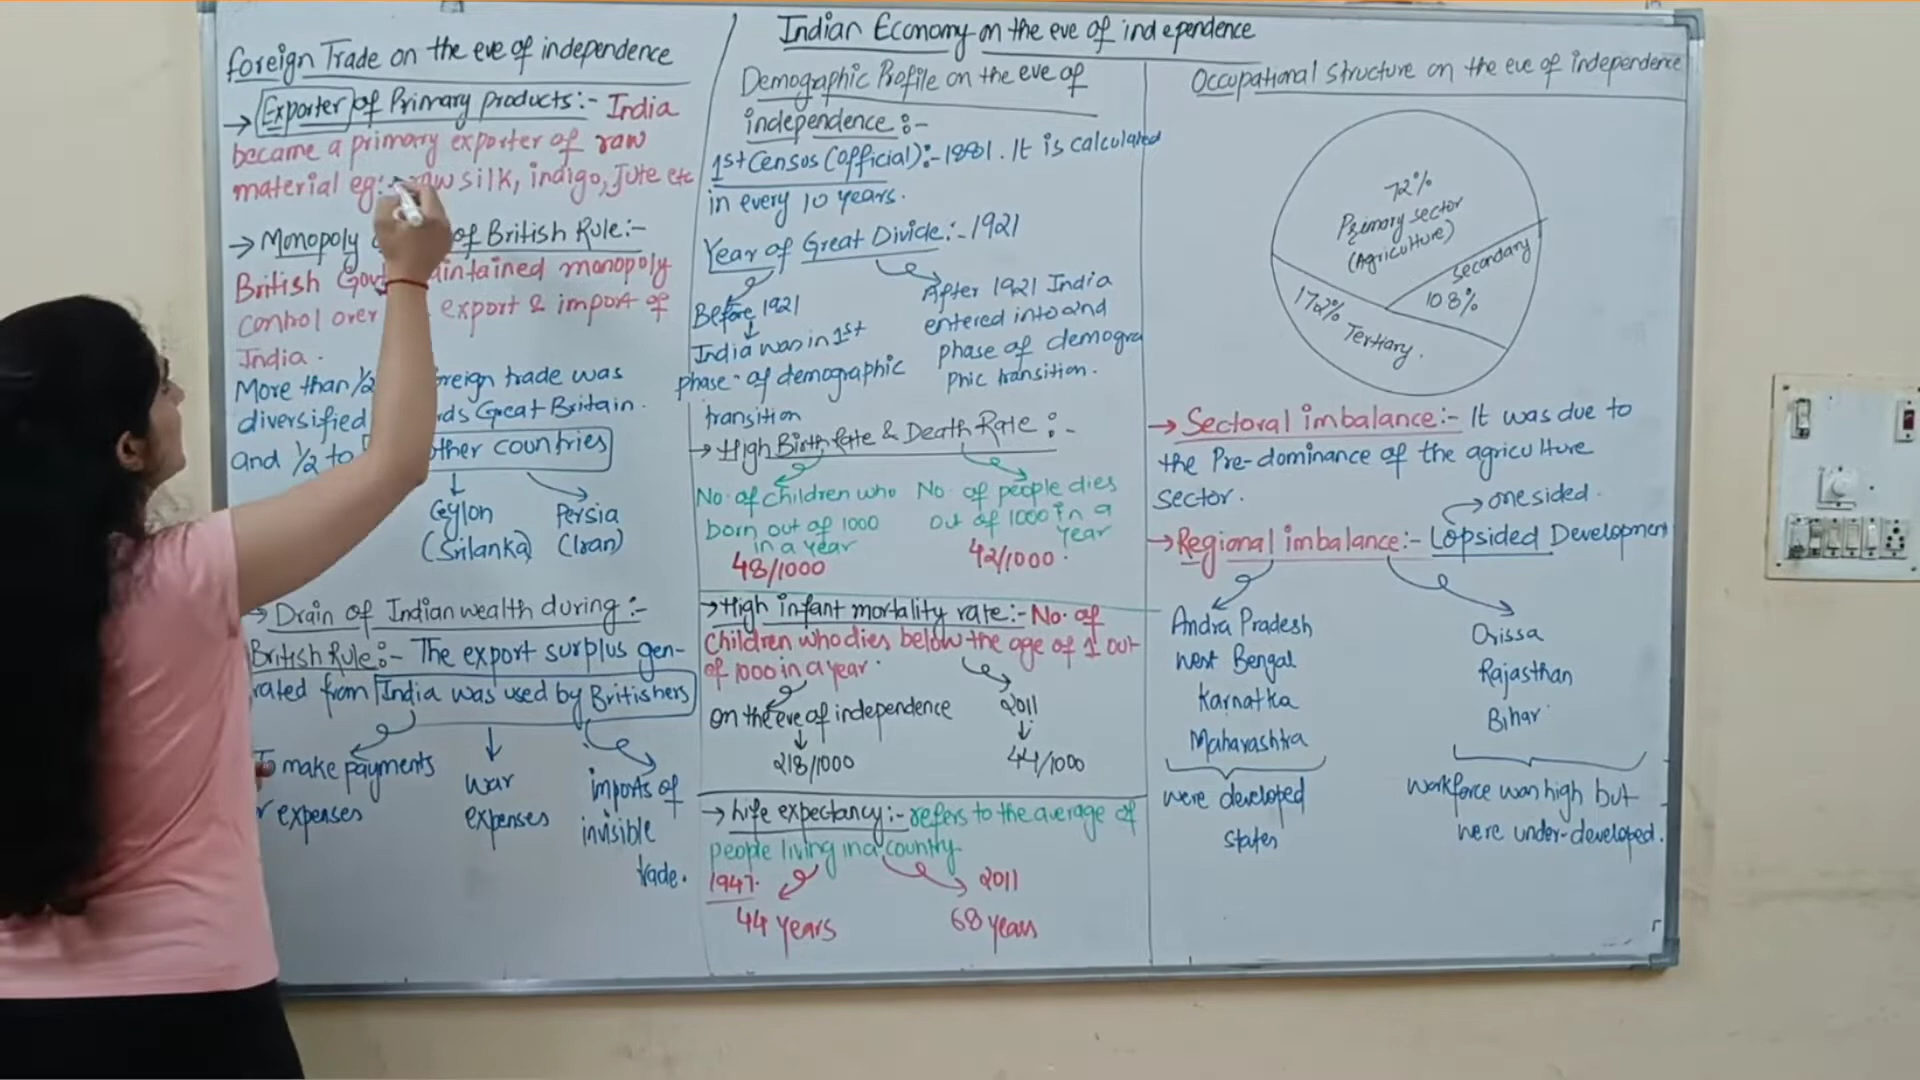 Indian Economy on the eve of independence
Foreign Trade on the eve of independence
→ Exporter of Primary products:- India
became a primary exporter of raw
material eg:- raw silk, indigo, Jute etc
→ Monopoly of British Rule:-
British Gov maintained monopoly
control over export & import of
India.
More than 1/2 foreign trade was
diversified Great Britain.
and 1/2 to other countries
Ceylon
(Srilanka)
Persia
(Iran)
→ Drain of Indian wealth during:-
British Rule:- The export surplus gen-
rated from India was used by Britishers
To make payments
expenses
war
expenses
imports of
invisible
trade.
Demographic Profile on the eve of
independence:-
1st Census (official):- 1881. It is calculated
in every 10 years.
Year of Great Divide:- 1921
Before 1921
India was in 1st
phase of demographic
transition
After 1921 India
entered into 2nd
phase of demogra
phic transition.
→ High Birth Rate & Death Rate:-
No. of children who
born out of 1000
in a year
48/1000
No. of people dies
out of 1000 in a
year
42/1000.
→ High infant mortality rate:- No. of
Children who dies below the age of 1 out
of 1000 in a year.
on the eve of independence
218/1000
2011
44/1000
→ Life expectancy:- refers to the average of
people living in a country.
1947.
44 years
2011
68 years
Occupational Structure on the eve of independence
72%
Primary sector
(Agriculture)
Secondary
10.8%
17.2% Tertiary.
→ Sectoral imbalance:- It was due to
the Pre-dominance of the agriculture
sector.
→ one sided.
→ Regional imbalance:- Lopsided Development
Andra Pradesh
West Bengal
Karnatka
Maharashtra
were developed
states
Orissa
Rajasthan
Bihar
workforce was high but
were under-developed.